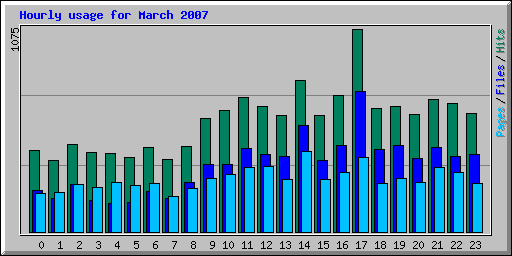 Hourly usage for March 2007
1075
Pages / Files / Hits
0 1 2 3 4 5 6 7 8 9 10 11 12 13 14 15 16 17 18 19 20 21 22 23